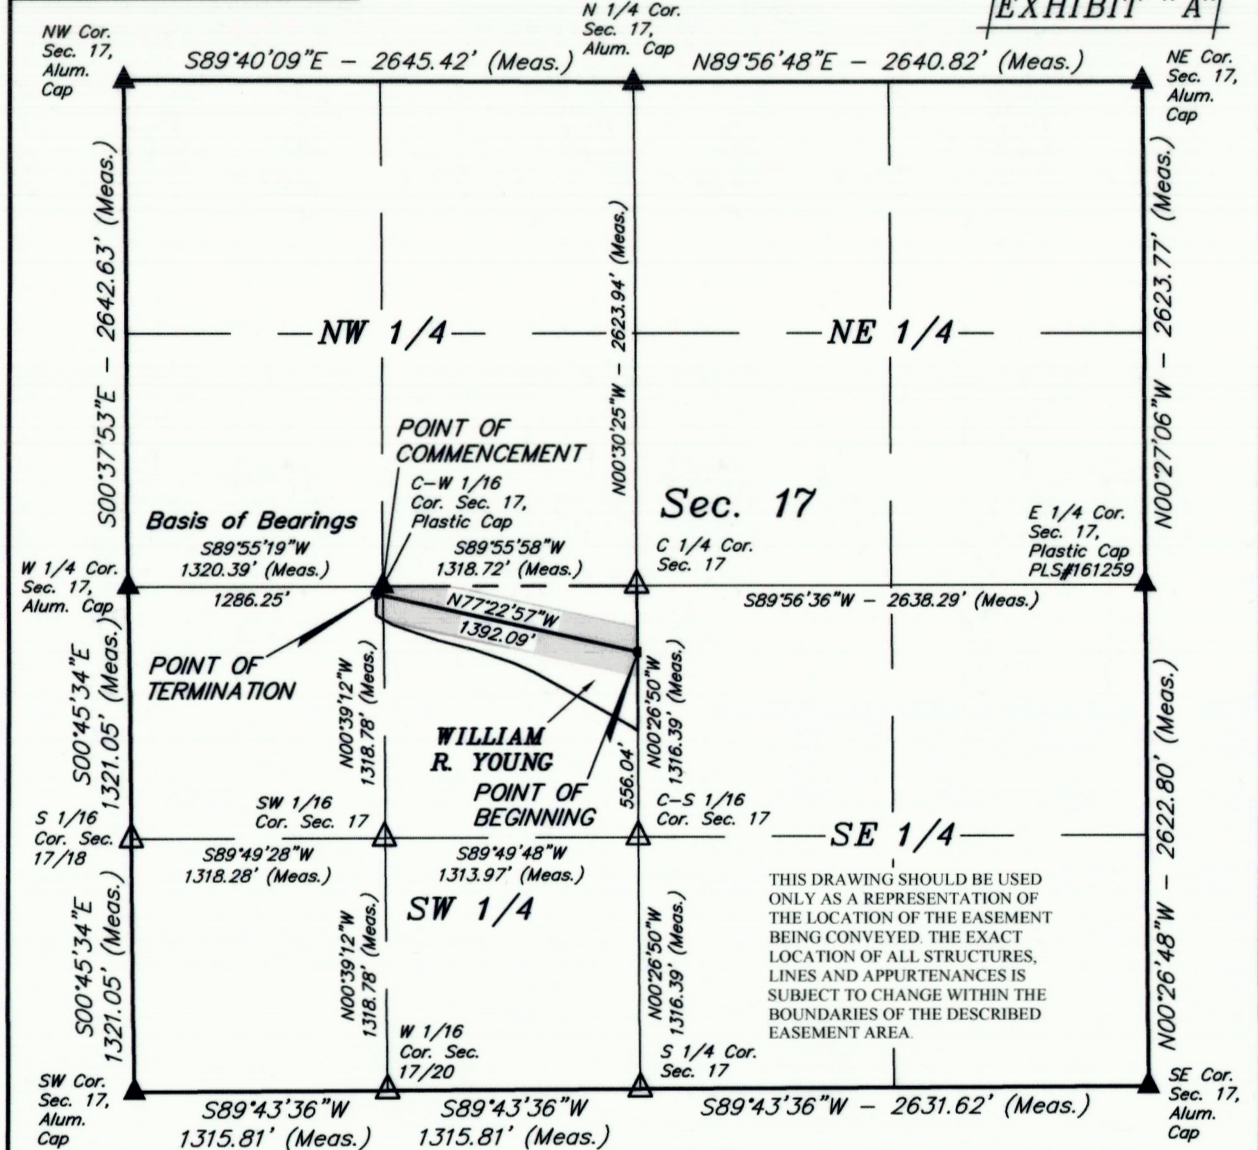 EXHIBIT "A"
NW Cor.
Sec. 17,
Alum.
Cap
S89°40'09"E - 2645.42' (Meas.)
N 1/4 Cor.
Sec. 17,
Alum. Cap
N89°56'48"E - 2640.82' (Meas.)
NE Cor.
Sec. 17,
Alum.
Cap
S00°37'53"E - 2642.63' (Meas.)
N00°30'25"W - 2623.94' (Meas.)
N00°27'06"W - 2623.77' (Meas.)
NW 1/4
NE 1/4
POINT OF
COMMENCEMENT
C-W 1/16
Cor. Sec. 17,
Plastic Cap
Sec. 17
Basis of Bearings
S89°55'19"W
1320.39' (Meas.)
S89°55'58"W
1318.72' (Meas.)
C 1/4 Cor.
Sec. 17
E 1/4 Cor.
Sec. 17,
Plastic Cap
PLS#161259
W 1/4 Cor.
Sec. 17,
Alum. Cap
1286.25'
N77°22'57"W
1392.09'
S89°56'36"W - 2638.29' (Meas.)
POINT OF
TERMINATION
S00°45'34"E
1321.05' (Meas.)
N00°39'12"W
1318.78' (Meas.)
WILLIAM
R. YOUNG
POINT OF
BEGINNING
556.04'
N00°26'50"W
1316.39' (Meas.)
N00°26'48"W - 2622.80' (Meas.)
S 1/16
Cor. Sec.
17/18
SW 1/16
Cor. Sec. 17
C-S 1/16
Cor. Sec. 17
SE 1/4
S89°49'28"W
1318.28' (Meas.)
S89°49'48"W
1313.97' (Meas.)
SW 1/4
THIS DRAWING SHOULD BE USED
ONLY AS A REPRESENTATION OF
THE LOCATION OF THE EASEMENT
BEING CONVEYED. THE EXACT
LOCATION OF ALL STRUCTURES,
LINES AND APPURTENANCES IS
SUBJECT TO CHANGE WITHIN THE
BOUNDARIES OF THE DESCRIBED
EASEMENT AREA.
S00°45'34"E
1321.05' (Meas.)
N00°39'12"W
1318.78' (Meas.)
N00°26'50"W
1316.39' (Meas.)
W 1/16
Cor. Sec.
17/20
S 1/4 Cor.
Sec. 17
SW Cor.
Sec. 17,
Alum.
Cap
S89°43'36"W
1315.81' (Meas.)
S89°43'36"W
1315.81' (Meas.)
S89°43'36"W - 2631.62' (Meas.)
SE Cor.
Sec. 17,
Alum.
Cap